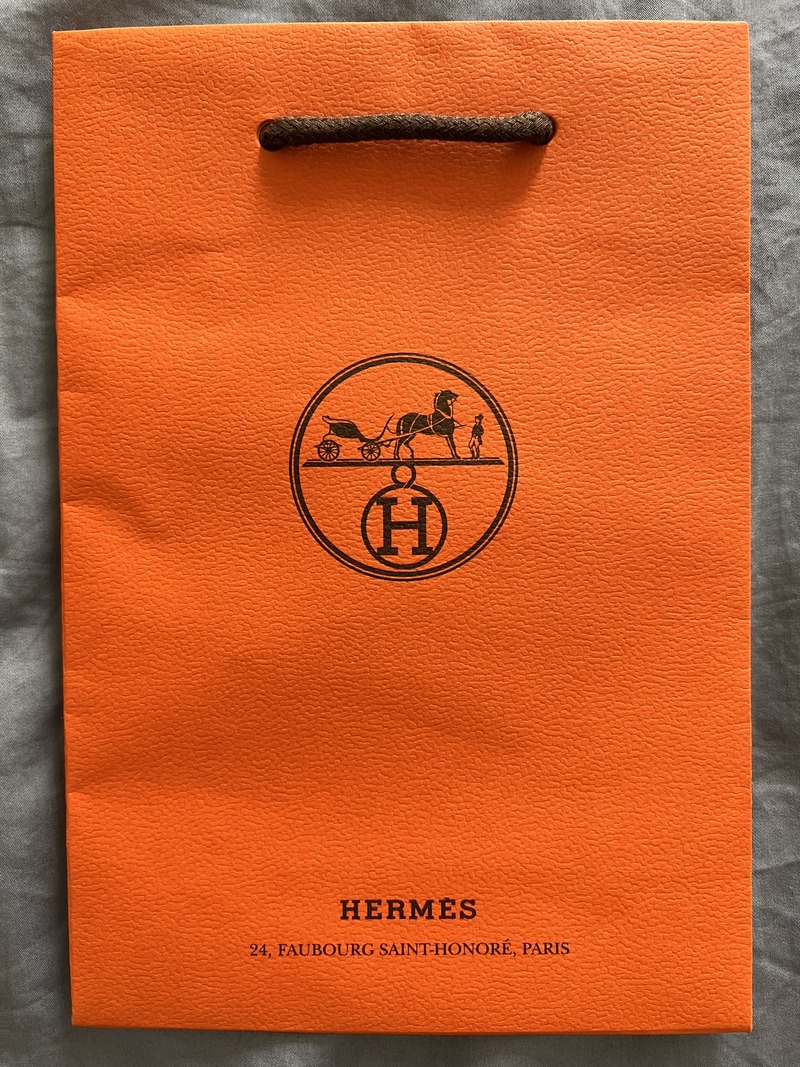 H
HERMÈS
24, FAUBOURG SAINT-HONORÉ, PARIS